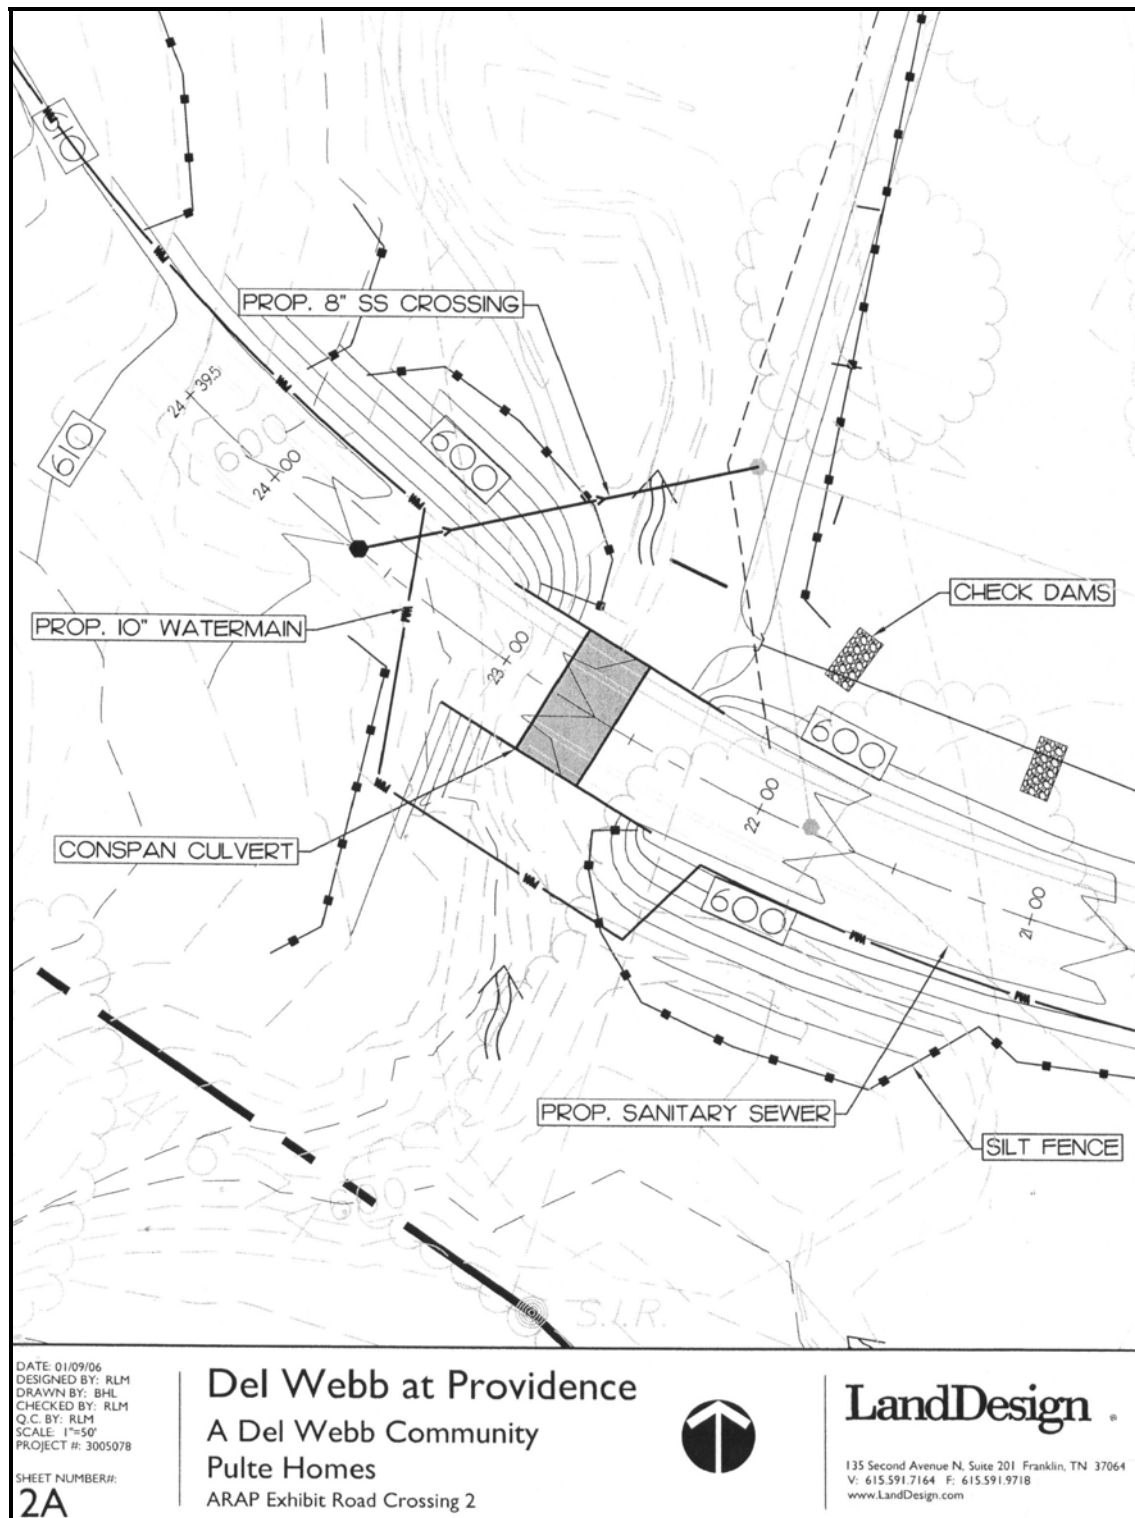 610
PROP. 8" SS CROSSING
24 + 39.5
610
600
600
24 + 00
CHECK DAMS
PROP. 10" WATERMAIN
23 + 00
600
22 + 00
CONSPAN CULVERT
600
21 + 00
PROP. SANITARY SEWER
SILT FENCE
S.I.R.
DATE: 01/09/06
DESIGNED BY: RLM
DRAWN BY: BHL
CHECKED BY: RLM
Q.C. BY: RLM
SCALE: 1"=50'
PROJECT #: 3005078
SHEET NUMBER#:
2A
Del Webb at Providence
A Del Webb Community
Pulte Homes
ARAP Exhibit Road Crossing 2
LandDesign
135 Second Avenue N, Suite 201 Franklin, TN 37064
V: 615.591.7164 F: 615.591.9718
www.LandDesign.com